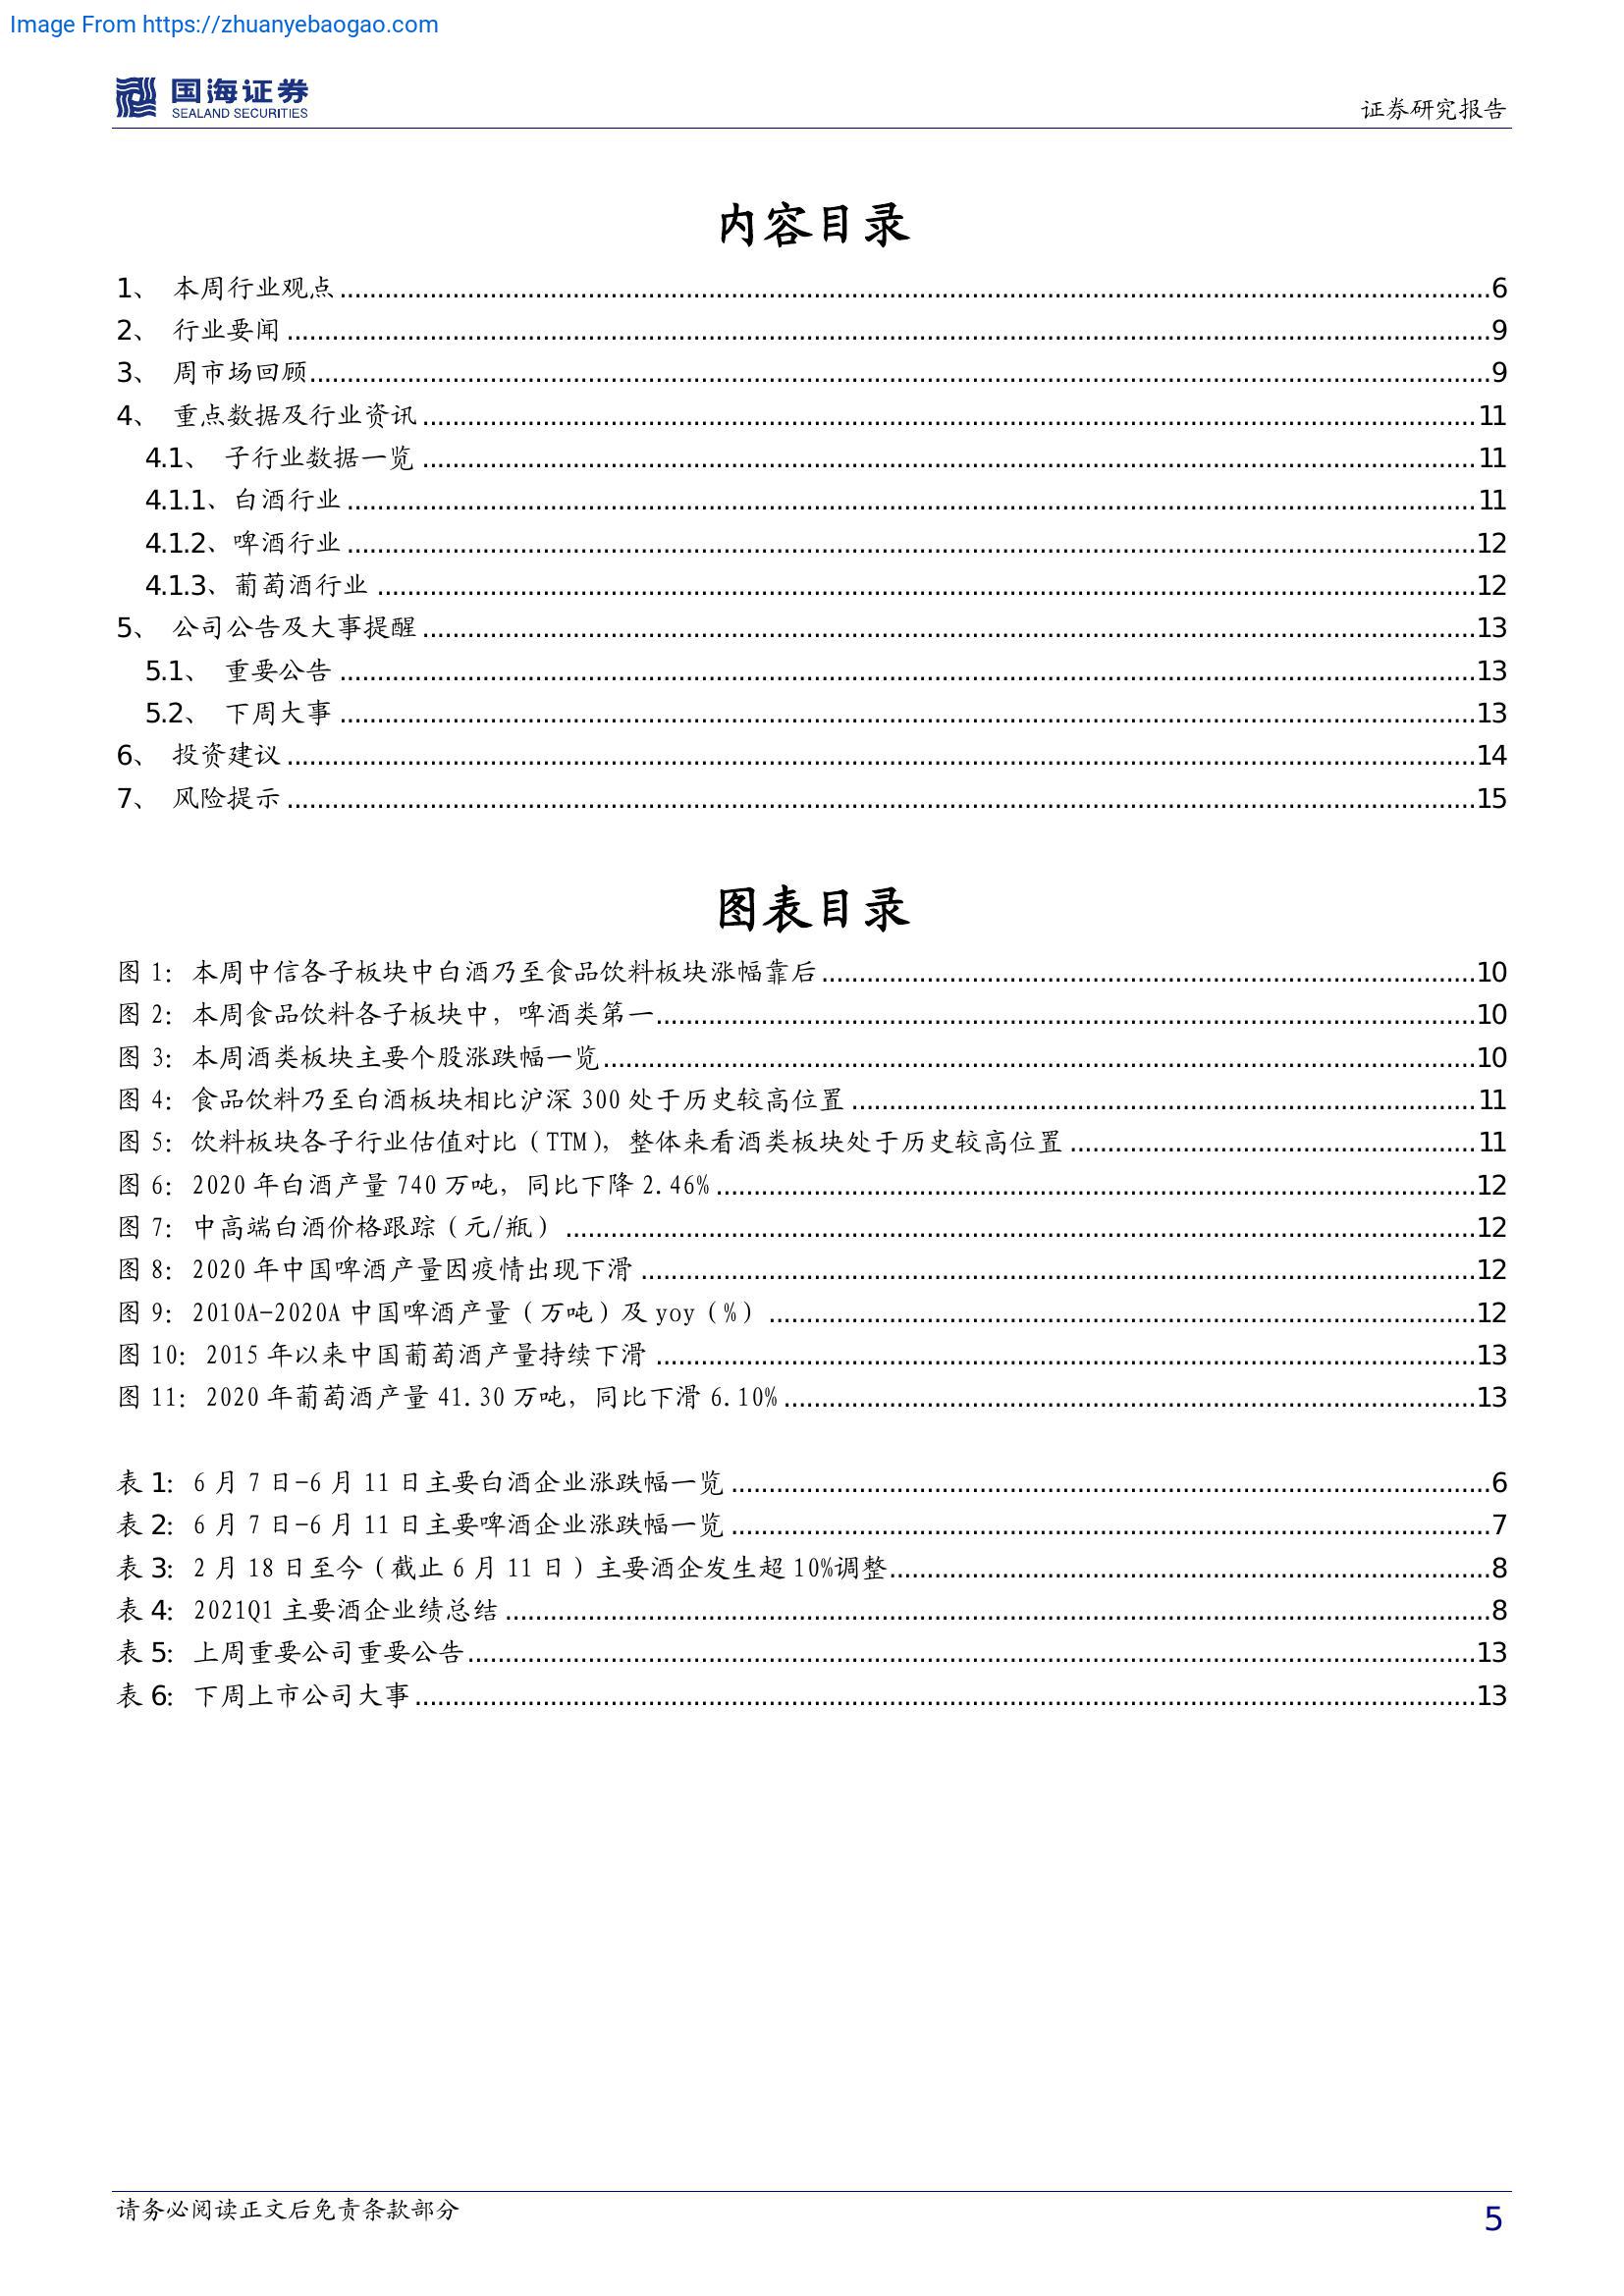 Image From https://zhuanyebaogao.com
国海证券
SEALAND SECURITIES
证券研究报告
内容目录
1、 本周行业观点........................6
2、 行业要闻........................9
3、 周市场回顾........................9
4、 重点数据及行业资讯........................11
4.1、 子行业数据一览........................11
4.1.1、白酒行业........................11
4.1.2、啤酒行业........................12
4.1.3、葡萄酒行业........................12
5、 公司公告及大事提醒........................13
5.1、 重要公告........................13
5.2、 下周大事........................13
6、 投资建议........................14
7、 风险提示........................15
图表目录
图 1：本周中信各子板块中白酒乃至食品饮料板块涨幅靠后........................10
图 2：本周食品饮料各子板块中，啤酒类第一........................10
图 3：本周酒类板块主要个股涨跌幅一览........................10
图 4：食品饮料乃至白酒板块相比沪深 300 处于历史较高位置........................11
图 5：饮料板块各子行业估值对比（TTM），整体来看酒类板块处于历史较高位置........................11
图 6：2020 年白酒产量 740 万吨，同比下降 2.46%........................12
图 7：中高端白酒价格跟踪（元/瓶）........................12
图 8：2020 年中国啤酒产量因疫情出现下滑........................12
图 9：2010A-2020A 中国啤酒产量（万吨）及 yoy（%）........................12
图 10：2015 年以来中国葡萄酒产量持续下滑........................13
图 11：2020 年葡萄酒产量 41.30 万吨，同比下滑 6.10%........................13
表 1：6 月 7 日-6 月 11 日主要白酒企业涨跌幅一览........................6
表 2：6 月 7 日-6 月 11 日主要啤酒企业涨跌幅一览........................7
表 3：2 月 18 日至今（截止 6 月 11 日）主要酒企发生超 10%调整........................8
表 4：2021Q1 主要酒企业绩总结........................8
表 5：上周重要公司重要公告........................13
表 6：下周上市公司大事........................13
请务必阅读正文后免责条款部分
5